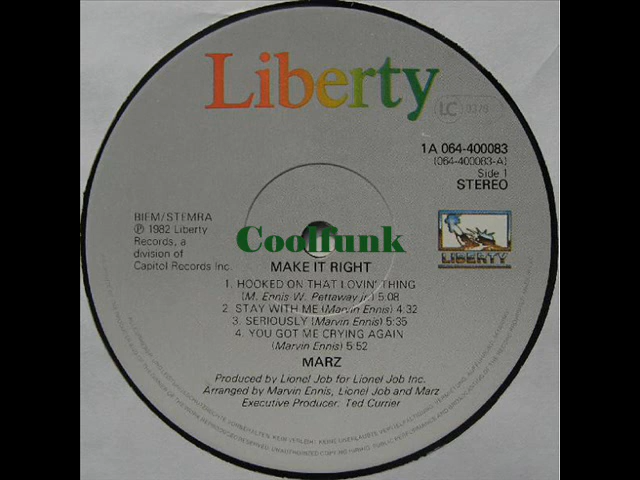 Liberty
LC 0378
1A 064-400083
(064-400083-A)
Side 1
STEREO
BIEM/STEMRA
℗ 1982 Liberty
Records, a
division of
Capitol Records Inc.
Coolfunk
LIBERTY
MAKE IT RIGHT
1. HOOKED ON THAT LOVIN' THING
(M. Ennis W. Pettaway jr.) 5:08
2. STAY WITH ME (Marvin Ennis) 4.32
3. SERIOUSLY (Marvin Ennis) 5:35
4. YOU GOT ME CRYING AGAIN
(Marvin Ennis) 5:52
MARZ
Produced by Lionel Job for Lionel Job Inc.
Arranged by Marvin Ennis, Lionel Job and Marz
Executive Producer: Ted Currier